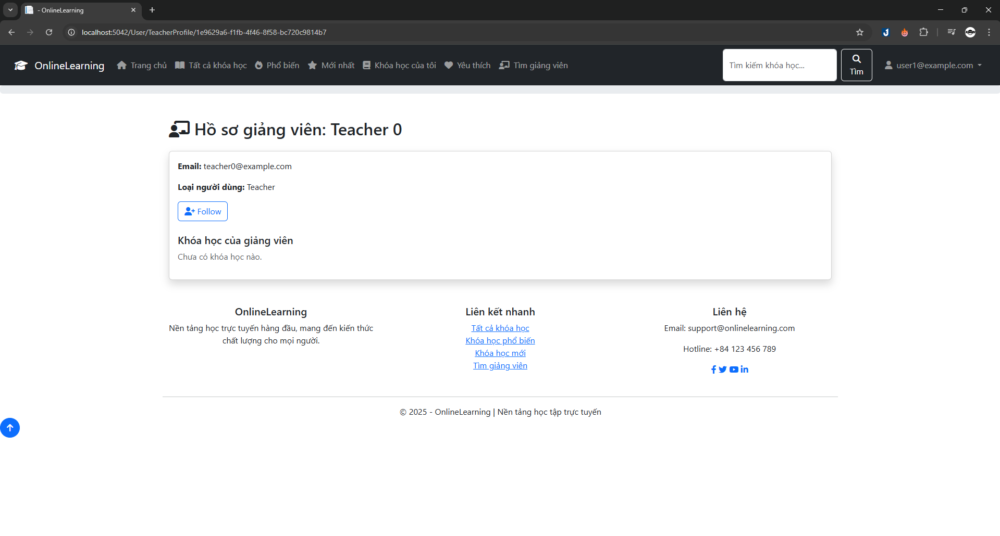 - OnlineLearning
localhost:5042/User/TeacherProfile/1e9629a6-f1fb-4f46-8f58-bc720c9814b7
OnlineLearning
Trang chủ
Tất cả khóa học
Phổ biến
Mới nhất
Khóa học của tôi
Yêu thích
Tìm giảng viên
Tìm kiếm khóa học...
Tìm
user1@example.com
Hồ sơ giảng viên: Teacher 0
Email: teacher0@example.com
Loại người dùng: Teacher
Follow
Khóa học của giảng viên
Chưa có khóa học nào.
OnlineLearning
Nền tảng học trực tuyến hàng đầu, mang đến kiến thức
chất lượng cho mọi người.
Liên kết nhanh
Tất cả khóa học
Khóa học phổ biến
Khóa học mới
Tìm giảng viên
Liên hệ
Email: support@onlinelearning.com
Hotline: +84 123 456 789
© 2025 - OnlineLearning | Nền tảng học tập trực tuyến